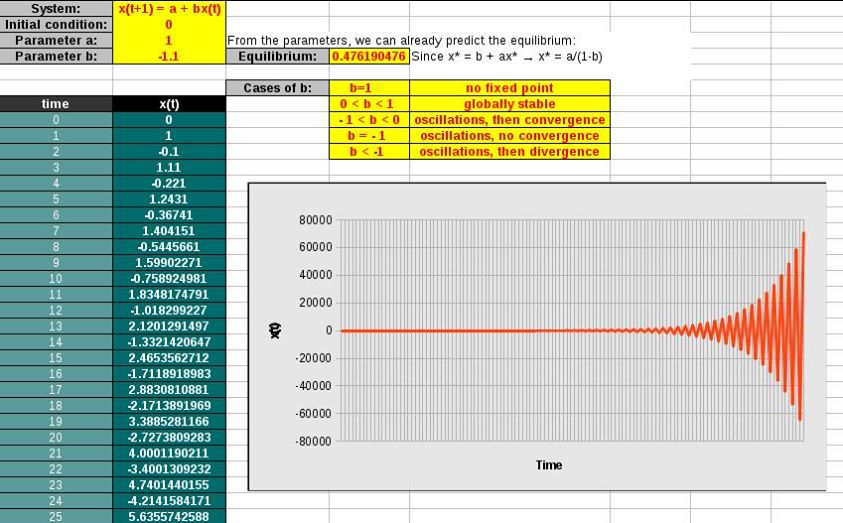 System: x(t+1) = a + bx(t)
Initial condition: 0
Parameter a: 1 From the parameters, we can already predict the equilibrium:
Parameter b: -1.1 Equilibrium: 0.476190476 Since x* = b + ax* → x* = a/(1-b)
Cases of b: b=1 no fixed point
time x(t) 0 < b < 1 globally stable
0 0 - 1 < b < 0 oscillations, then convergence
1 1 b = - 1 oscillations, no convergence
2 -0.1 b < -1 oscillations, then divergence
3 1.11
4 -0.221
5 1.2431
6 -0.36741
7 1.404151
8 -0.5445661
9 1.59902271
10 -0.758924981
11 1.8348174791
12 -1.018299227
13 2.1201291497
14 -1.3321420647
15 2.4653562712
16 -1.7118918983
17 2.8830810881
18 -2.1713891969
19 3.3885281166
20 -2.7273809283
21 4.0001190211
22 -3.4001309232
23 4.7401440155
24 -4.2141584171
25 5.6355742588
80000
60000
40000
20000
0
-20000
-40000
-60000
-80000
x(t)
Time